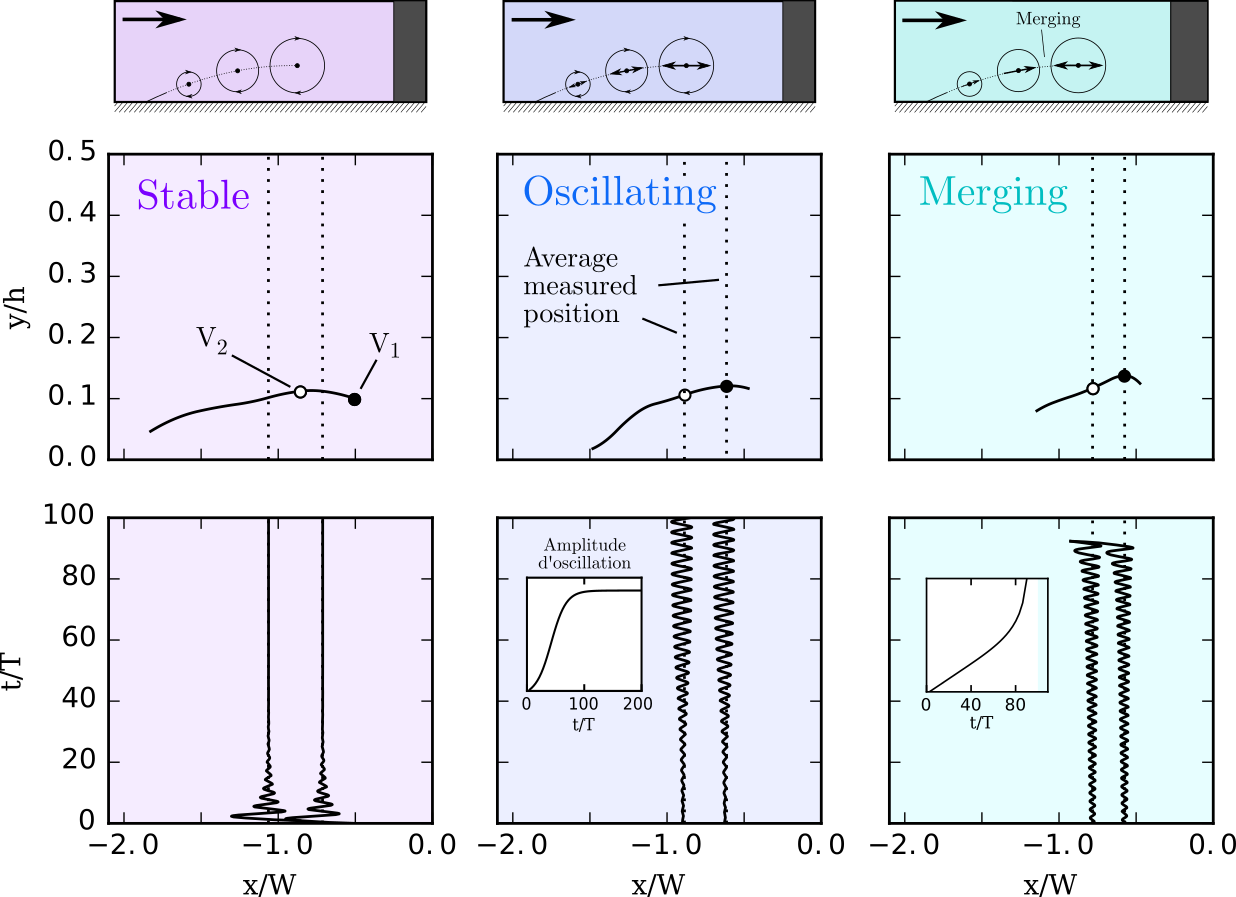 Merging
Stable
Oscillating
Merging
0.5
0.4
0.3
0.2
0.1
0.0
y/h
V2
V1
Average
measured
position
100
80
60
40
20
0
t/T
Amplitude
d'oscillation
0 100 200
t/T
0 40 80
t/T
−2.0 −1.0 0.0
−2.0 −1.0 0.0
−2.0 −1.0 0.0
x/W
x/W
x/W